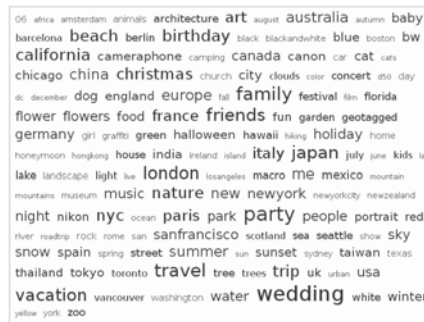 06 africa amsterdam animals architecture art august australia autumn baby
barcelona beach berlin birthday black blackandwhite blue boston bw
california cameraphone camping canada canon car cat cats
chicago china christmas church city clouds color concert d50 day
dc december dog england europe fall family festival film florida
flower flowers food france friends fun garden geotagged
germany girl graffiti green halloween hawaii hiking holiday home
honeymoon hongkong house india ireland island italy japan july june kids
lake landscape light live london losangeles macro me mexico mountain
mountains museum music nature new newyork newyorkcity newzealand
night nikon nyc ocean paris park party people portrait red
river roadtrip rock rome san sanfrancisco scotland sea seattle show sky
snow spain spring street summer sun sunset sydney taiwan texas
thailand tokyo toronto travel tree trees trip uk urban usa
vacation vancouver washington water wedding white winter
yellow york zoo